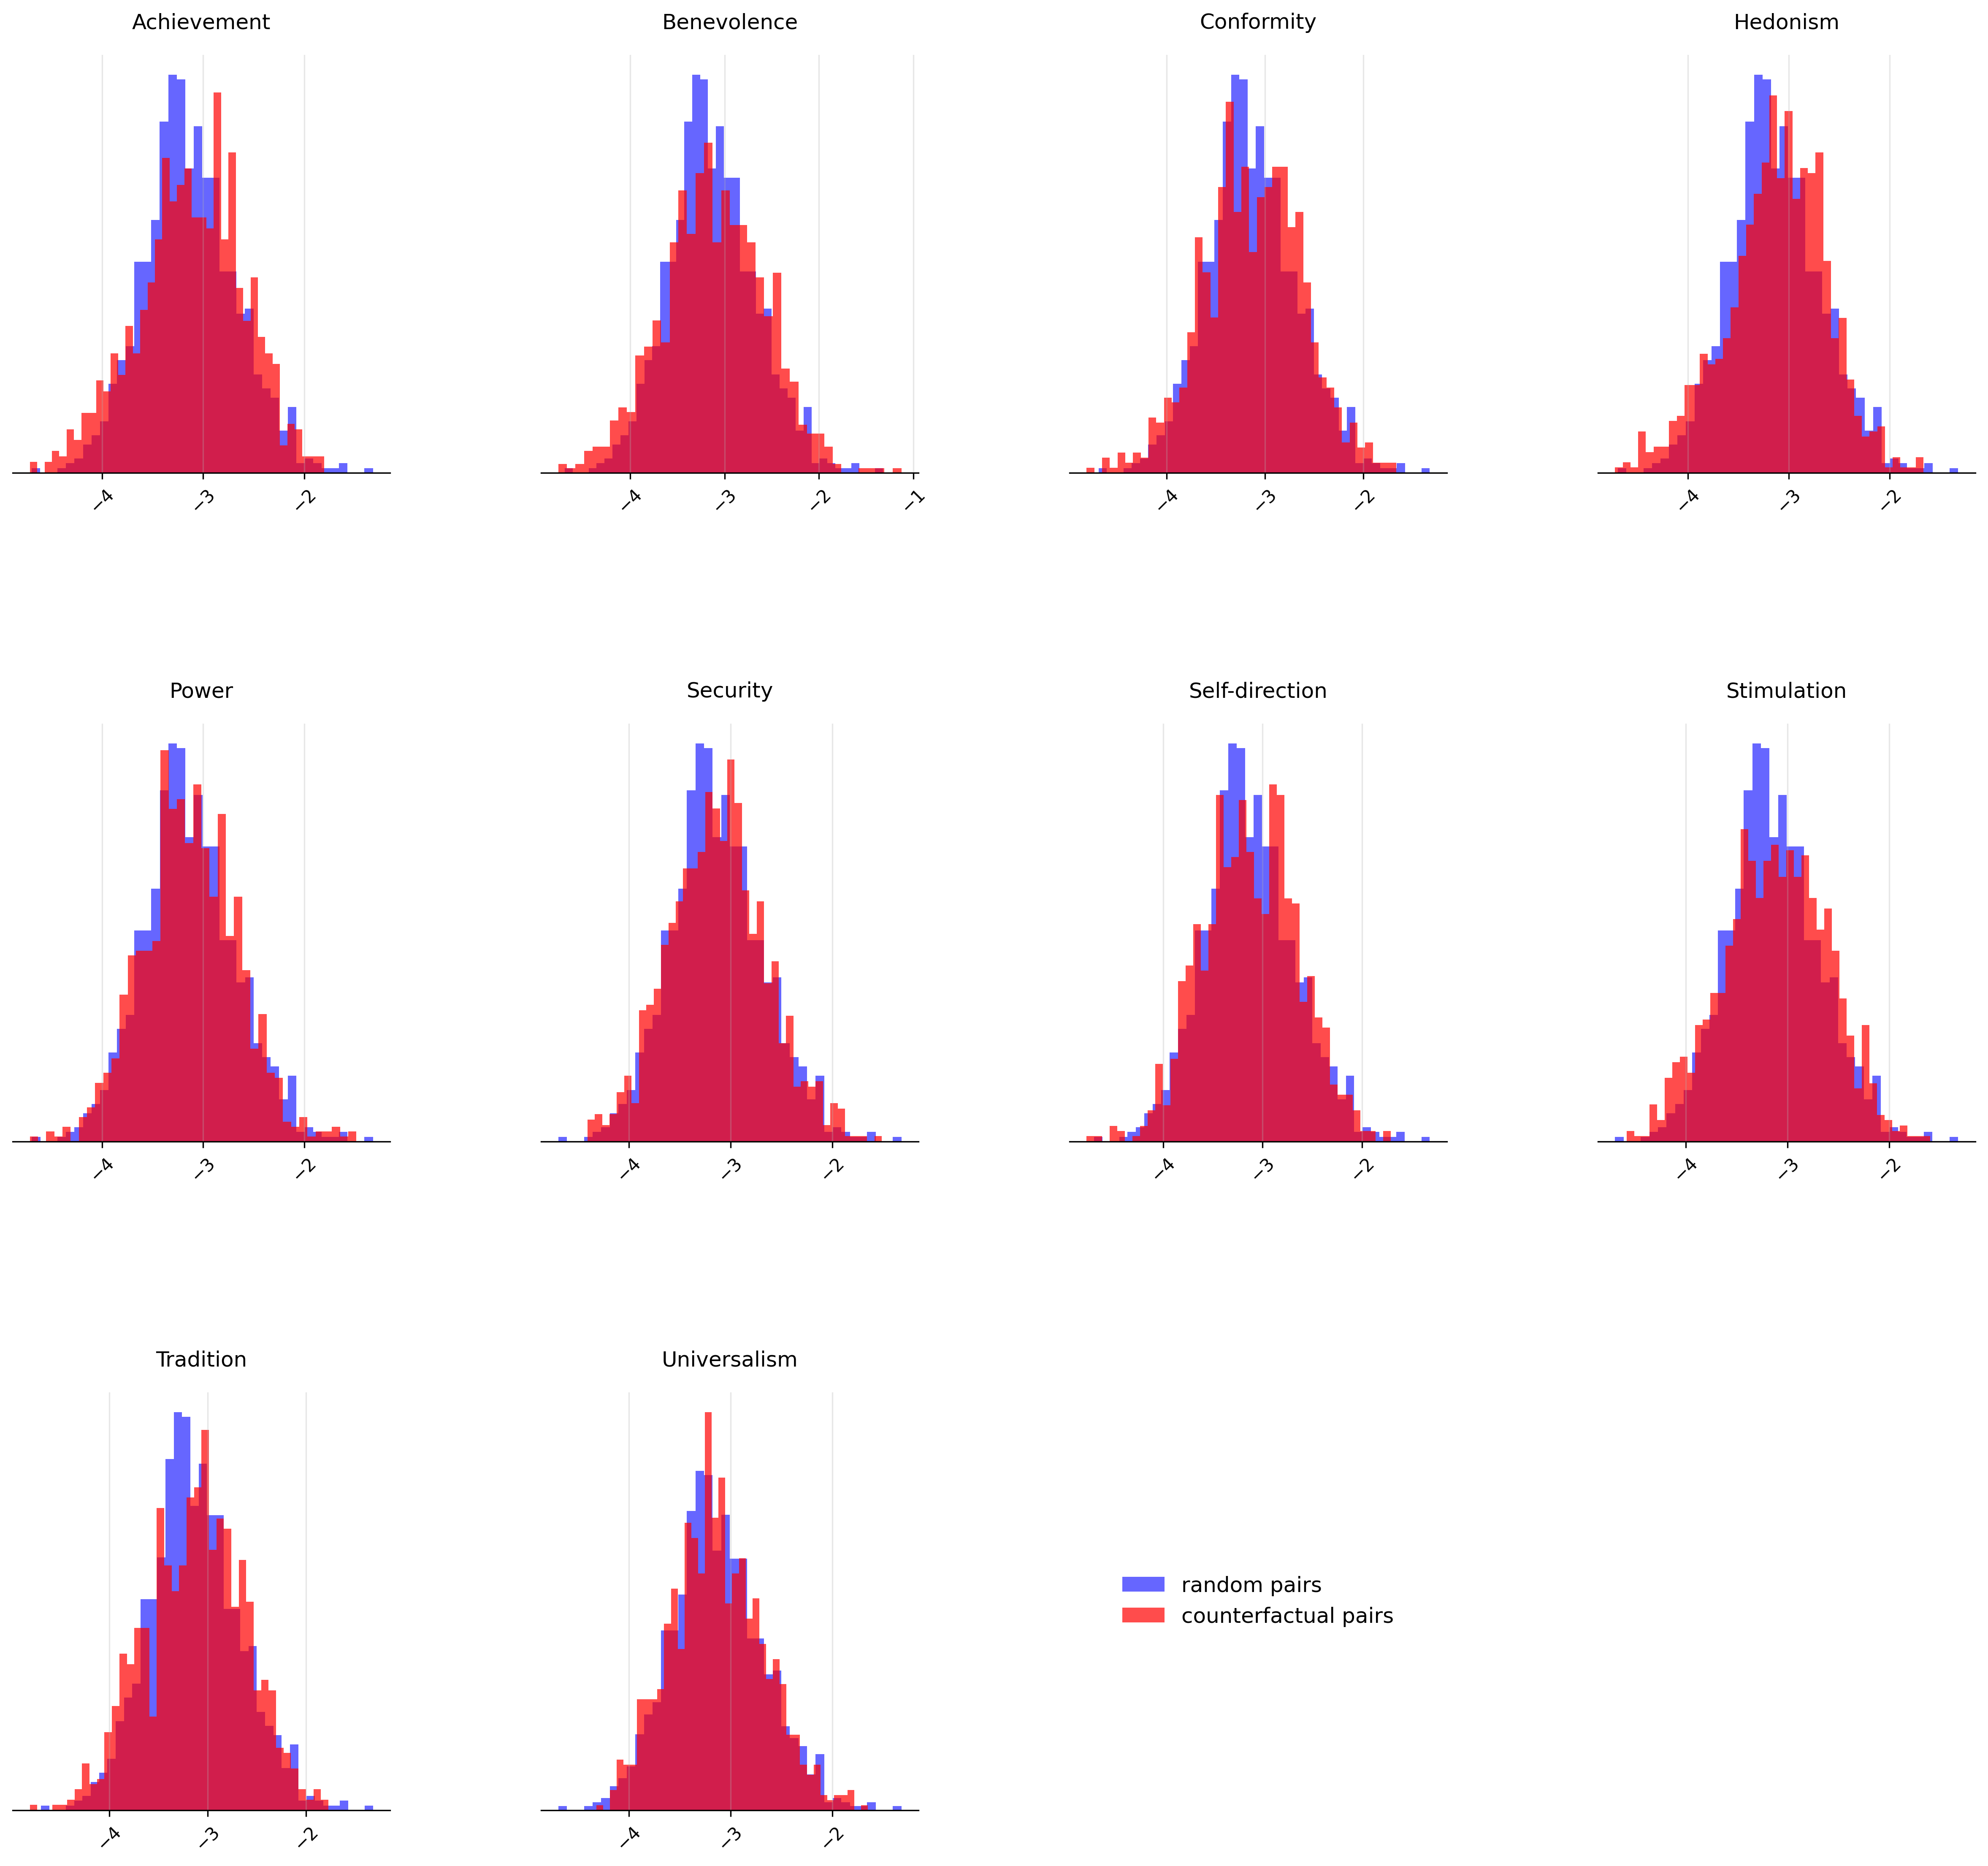 Achievement
Benevolence
Conformity
Hedonism
−4
−3
−2
−4
−3
−2
−1
−4
−3
−2
−4
−3
−2
Power
Security
Self-direction
Stimulation
−4
−3
−2
−4
−3
−2
−4
−3
−2
−4
−3
−2
Tradition
Universalism
random pairs
counterfactual pairs
−4
−3
−2
−4
−3
−2